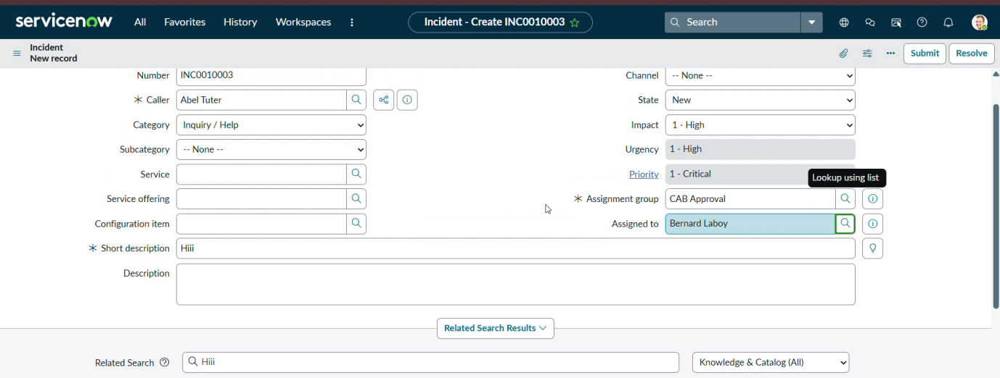 servicenow All Favorites History Workspaces Incident - Create INC0010003 Search
Incident
New record
Submit Resolve
Number INC0010003 Channel -- None --
Caller Abel Tuter State New
Category Inquiry / Help Impact 1 - High
Subcategory -- None -- Urgency 1 - High
Service Priority 1 - Critical
Lookup using list
Service offering Assignment group CAB Approval
Configuration item Assigned to Bernard Laboy
Short description Hiii
Description
Related Search Results
Related Search Hiii Knowledge & Catalog (All)